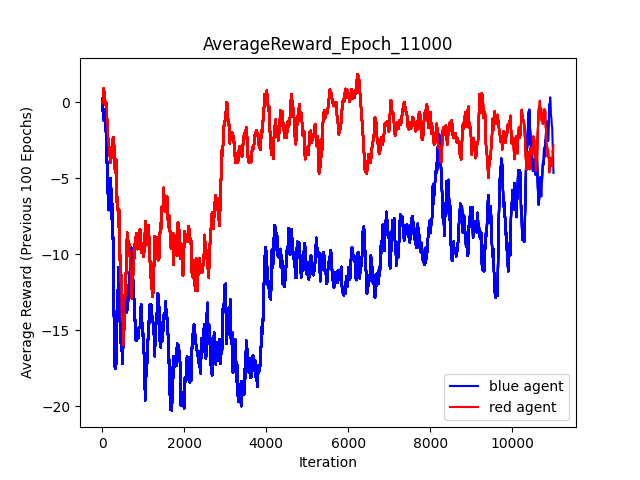 AverageReward_Epoch_11000
Average Reward (Previous 100 Epochs)
0
−5
−10
−15
−20
0
2000
4000
6000
8000
10000
Iteration
blue agent
red agent